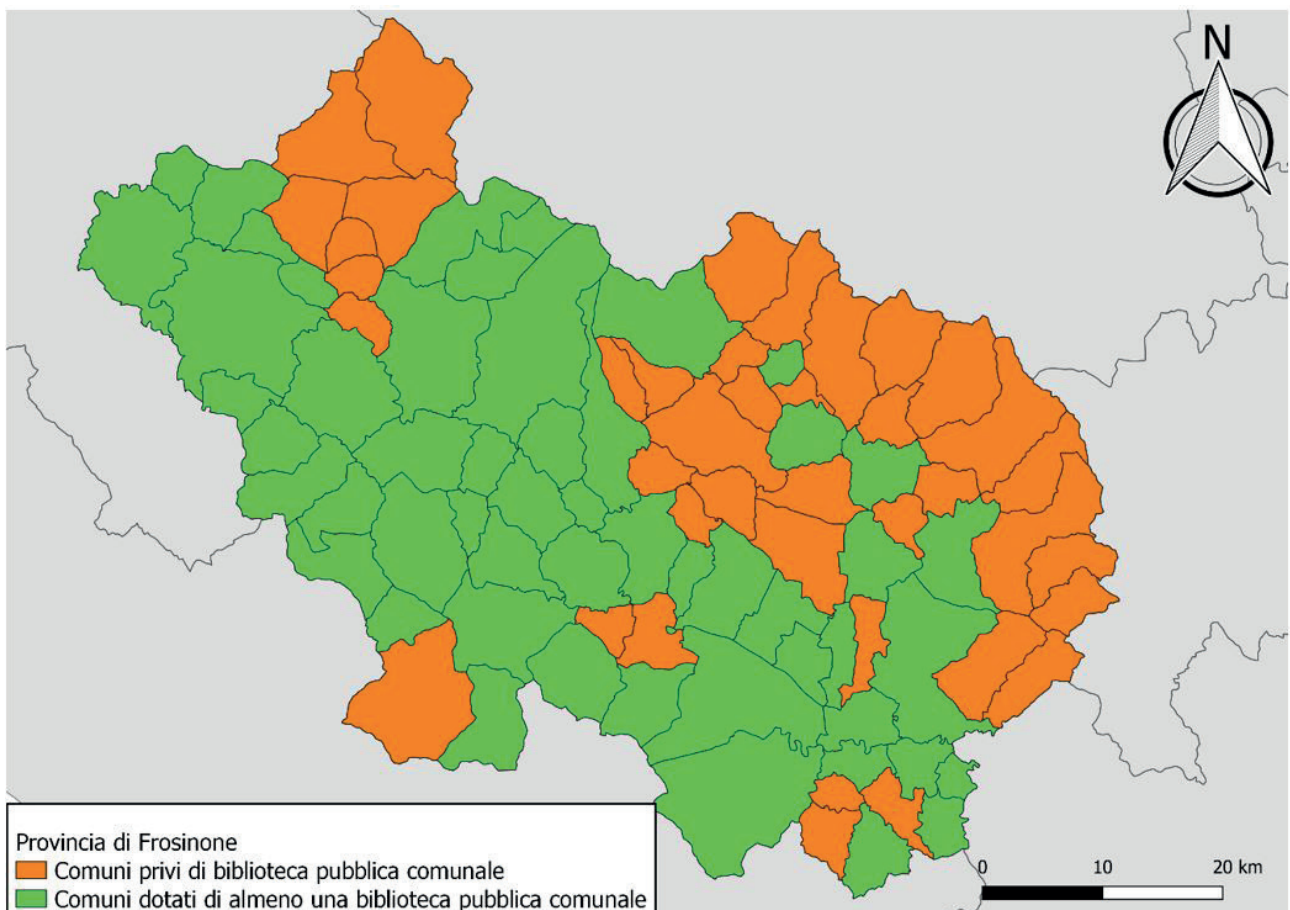 N
Provincia di Frosinone
Comuni privi di biblioteca pubblica comunale
Comuni dotati di almeno una biblioteca pubblica comunale
0 10 20 km